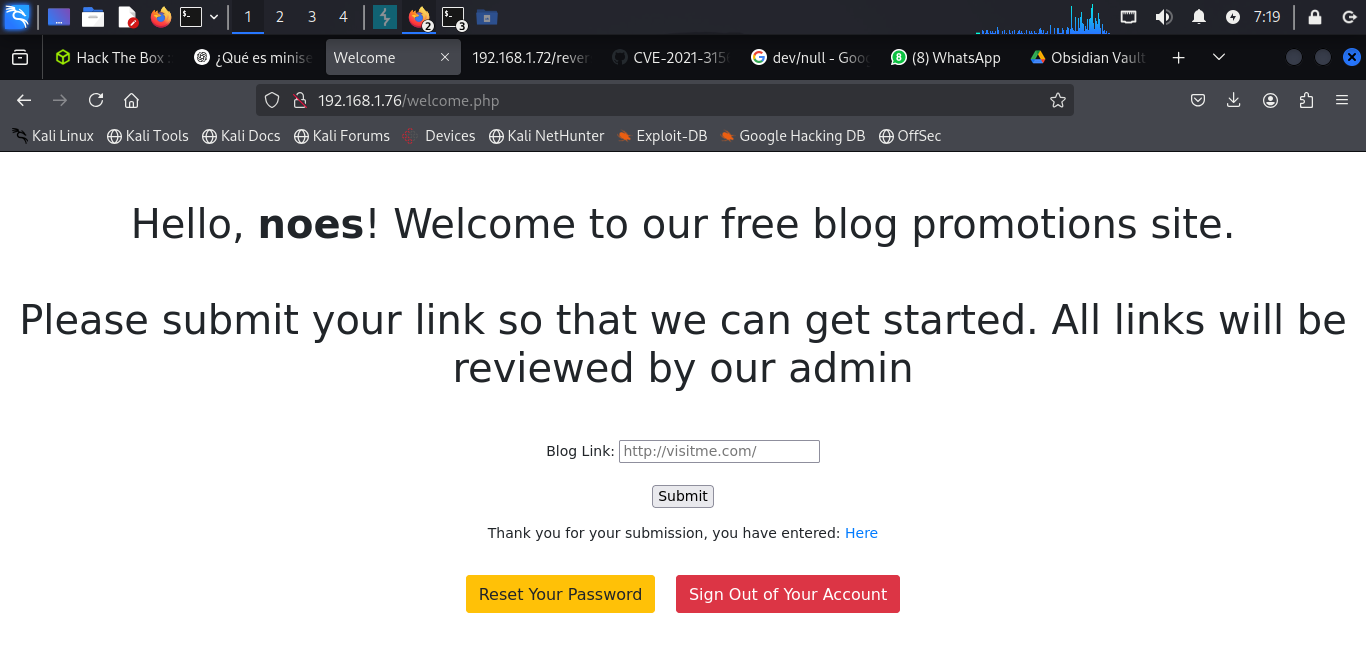 1 2 3 4 2 3 7:19
Hack The Box : ¿Qué es minise Welcome 192.168.1.72/rever CVE-2021-315 dev/null - Goo (8) WhatsApp Obsidian Vault
192.168.1.76/welcome.php
Kali Linux Kali Tools Kali Docs Kali Forums Devices Kali NetHunter Exploit-DB Google Hacking DB OffSec
Hello, noes! Welcome to our free blog promotions site.
Please submit your link so that we can get started. All links will be
reviewed by our admin
Blog Link: http://visitme.com/
Submit
Thank you for your submission, you have entered: Here
Reset Your Password Sign Out of Your Account